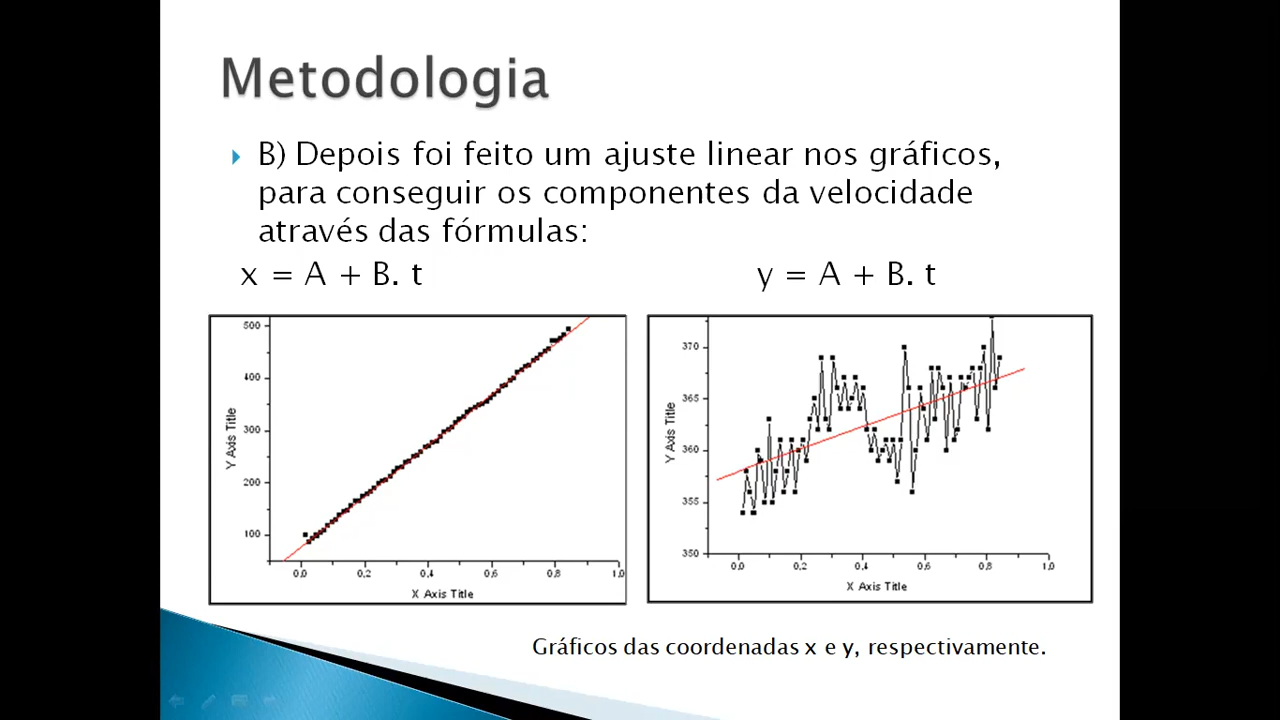 Metodologia
B) Depois foi feito um ajuste linear nos gráficos,
para conseguir os componentes da velocidade
através das fórmulas:
x = A + B. t
y = A + B. t
500
400
300
200
100
Y Axis Title
0,0 0,2 0,4 0,6 0,8 1,0
X Axis Title
370
365
360
355
350
Y Axis Title
0,0 0,2 0,4 0,6 0,8 1,0
X Axis Title
Gráficos das coordenadas x e y, respectivamente.